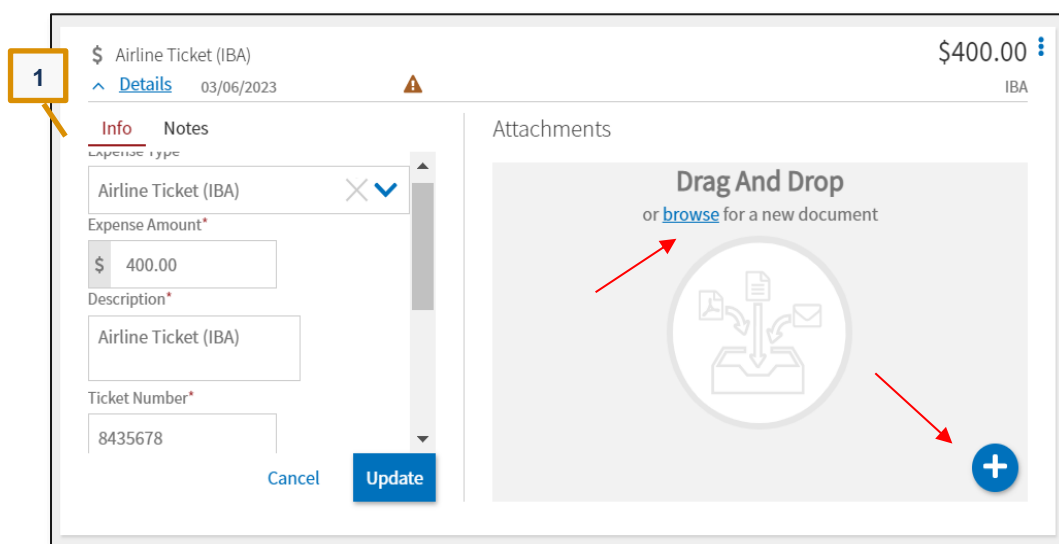 1
$ Airline Ticket (IBA)
$400.00
Details 03/06/2023
IBA
Info Notes
Expense Type
Airline Ticket (IBA)
Expense Amount*
$ 400.00
Description*
Airline Ticket (IBA)
Ticket Number*
8435678
Cancel Update
Attachments
Drag And Drop
or browse for a new document